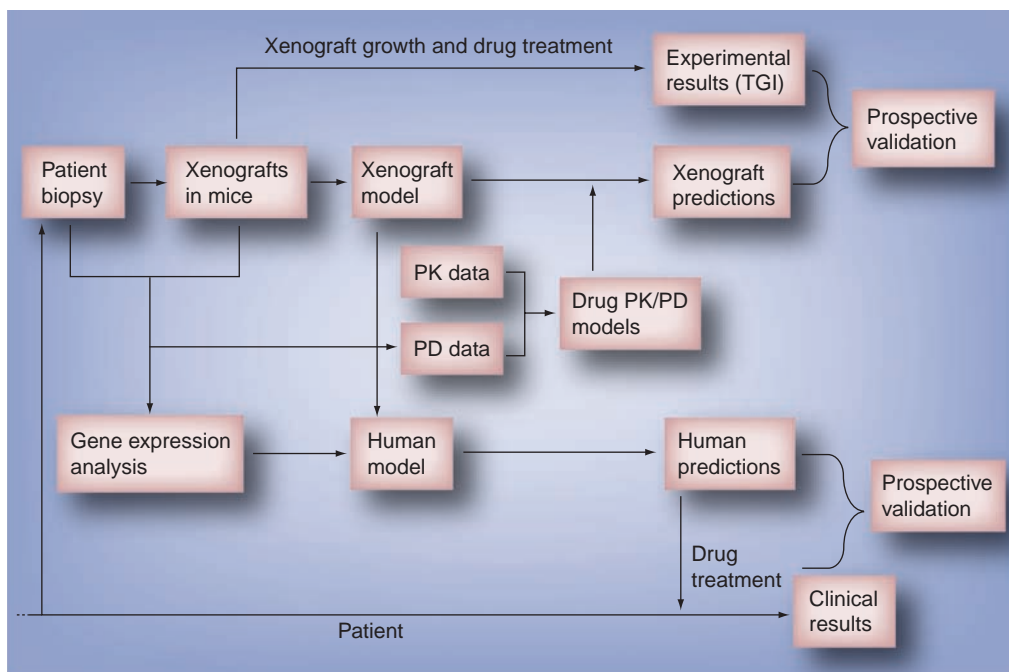 Xenograft growth and drug treatment
Experimental
results (TGI)
Prospective
validation
Patient
biopsy
Xenografts
in mice
Xenograft
model
Xenograft
predictions
PK data
Drug PK/PD
models
PD data
Gene expression
analysis
Human
model
Human
predictions
Prospective
validation
Drug
treatment
Clinical
results
Patient